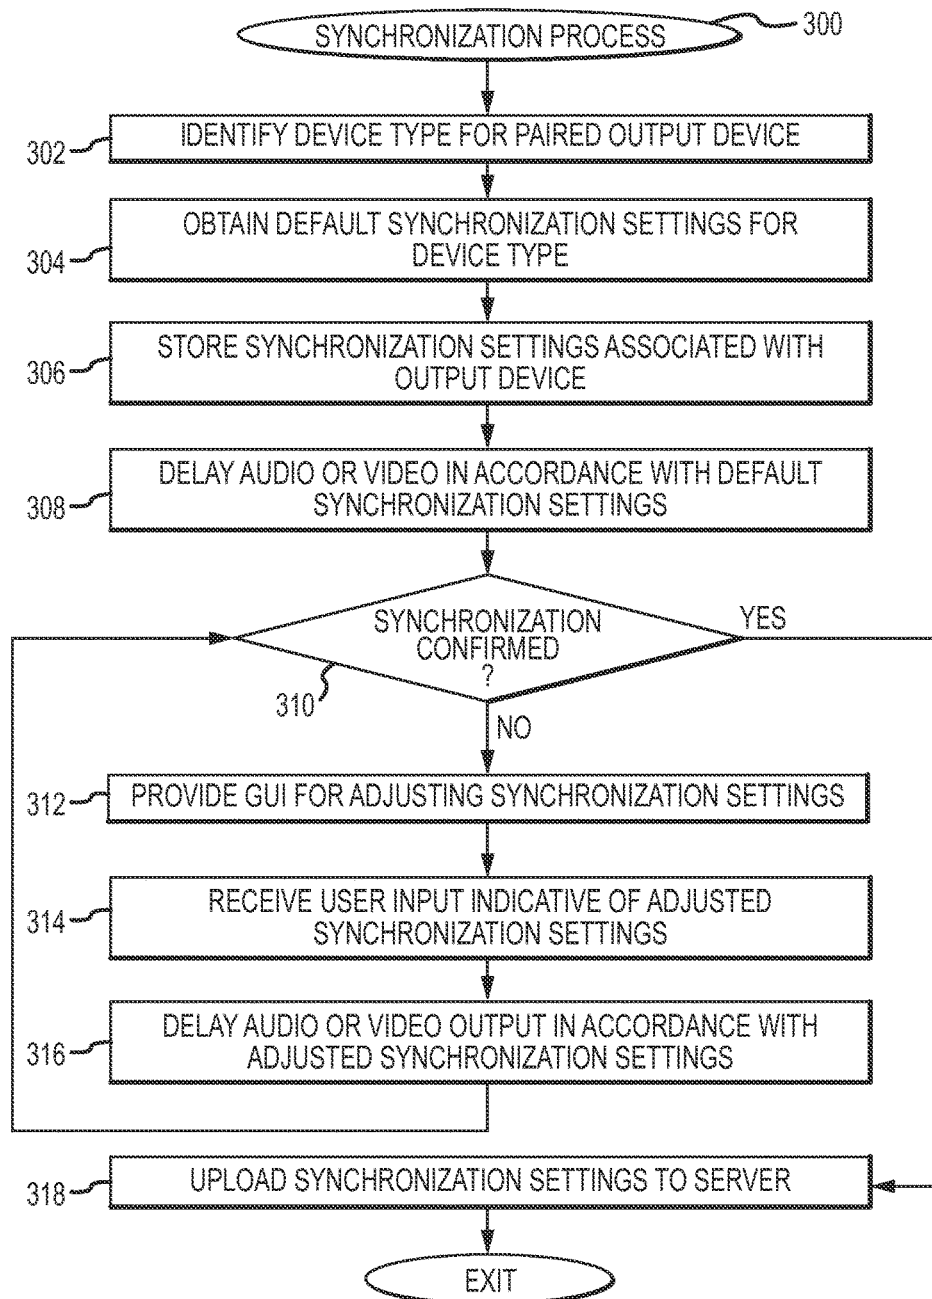 SYNCHRONIZATION PROCESS
300
302
IDENTIFY DEVICE TYPE FOR PAIRED OUTPUT DEVICE
304
OBTAIN DEFAULT SYNCHRONIZATION SETTINGS FOR
DEVICE TYPE
306
STORE SYNCHRONIZATION SETTINGS ASSOCIATED WITH
OUTPUT DEVICE
308
DELAY AUDIO OR VIDEO IN ACCORDANCE WITH DEFAULT
SYNCHRONIZATION SETTINGS
SYNCHRONIZATION
CONFIRMED
?
YES
310
NO
312
PROVIDE GUI FOR ADJUSTING SYNCHRONIZATION SETTINGS
314
RECEIVE USER INPUT INDICATIVE OF ADJUSTED
SYNCHRONIZATION SETTINGS
316
DELAY AUDIO OR VIDEO OUTPUT IN ACCORDANCE WITH
ADJUSTED SYNCHRONIZATION SETTINGS
318
UPLOAD SYNCHRONIZATION SETTINGS TO SERVER
EXIT